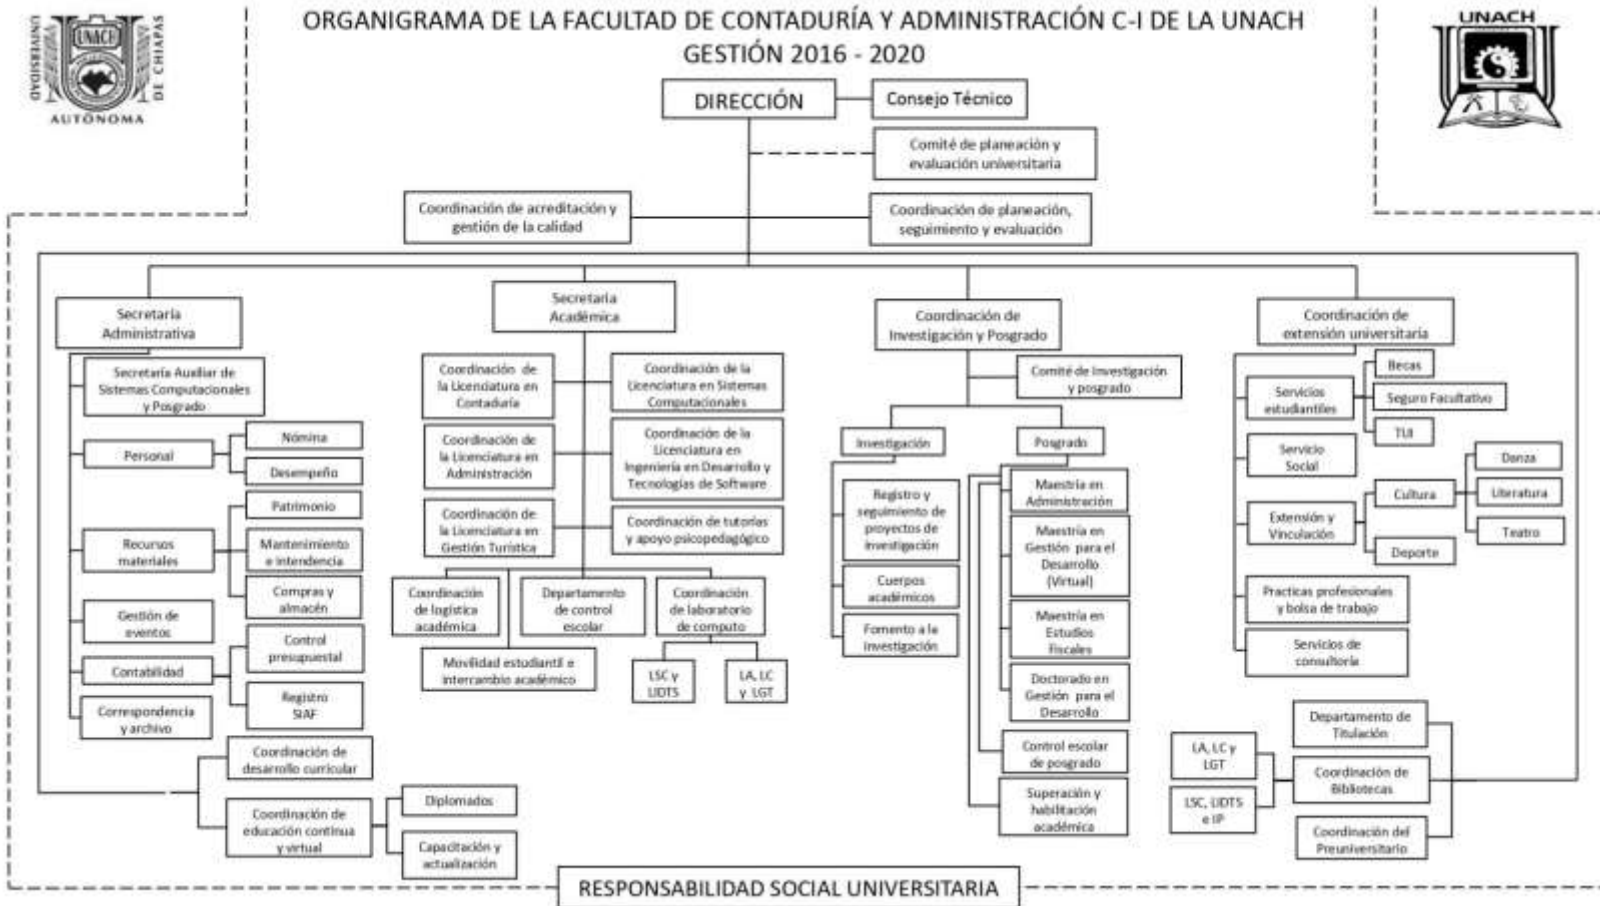 ORGANIGRAMA DE LA FACULTAD DE CONTADURÍA Y ADMINISTRACIÓN C-I DE LA UNACH
GESTIÓN 2016 - 2020
UNIVERSIDAD
UNACH
DE CHIAPAS
AUTÓNOMA
UNACH
DIRECCIÓN
Consejo Técnico
Comité de planeación y
evaluación universitaria
Coordinación de acreditación y
gestión de la calidad
Coordinación de planeación,
seguimiento y evaluación
Secretaría
Administrativa
Secretaría Auxiliar de
Sistemas Computacionales
y Posgrado
Personal
Nómina
Desempeño
Recursos
materiales
Patrimonio
Mantenimiento
e intendencia
Compras y
almacén
Gestión de
eventos
Contabilidad
Control
presupuestal
Registro
SIAF
Correspondencia
y archivo
Coordinación de
desarrollo curricular
Coordinación de
educación continua
y virtual
Diplomados
Capacitación y
actualización
Secretaría
Académica
Coordinación de
la Licenciatura en
Contaduría
Coordinación de la
Licenciatura en Sistemas
Computacionales
Coordinación de
la Licenciatura en
Administración
Coordinación de la
Licenciatura en
Ingeniería en Desarrollo y
Tecnologías de Software
Coordinación de
la Licenciatura en
Gestión Turística
Coordinación de tutorías
y apoyo psicopedagógico
Coordinación
de logística
académica
Departamento
de control
escolar
Coordinación
de laboratorio
de computo
Movilidad estudiantil e
intercambio académico
LSC y
LIDTS
LA, LC
y LGT
Coordinación de
Investigación y Posgrado
Comité de Investigación
y posgrado
Investigación
Registro y
seguimiento de
proyectos de
investigación
Cuerpos
académicos
Fomento a la
investigación
Posgrado
Maestría en
Administración
Maestría en
Gestión para el
Desarrollo
(Virtual)
Maestría en
Estudios
Fiscales
Doctorado en
Gestión para el
Desarrollo
Control escolar
de posgrado
Superación y
habilitación
académica
Coordinación de
extensión universitaria
Servicios
estudiantiles
Becas
Seguro Facultativo
TUI
Servicio
Social
Extensión y
Vinculación
Cultura
Danza
Literatura
Teatro
Deporte
Practicas profesionales
y bolsa de trabajo
Servicios de
consultoría
Departamento de
Titulación
LA, LC y
LGT
Coordinación de
Bibliotecas
LSC, LIDTS
e IP
Coordinación del
Preuniversitario
RESPONSABILIDAD SOCIAL UNIVERSITARIA